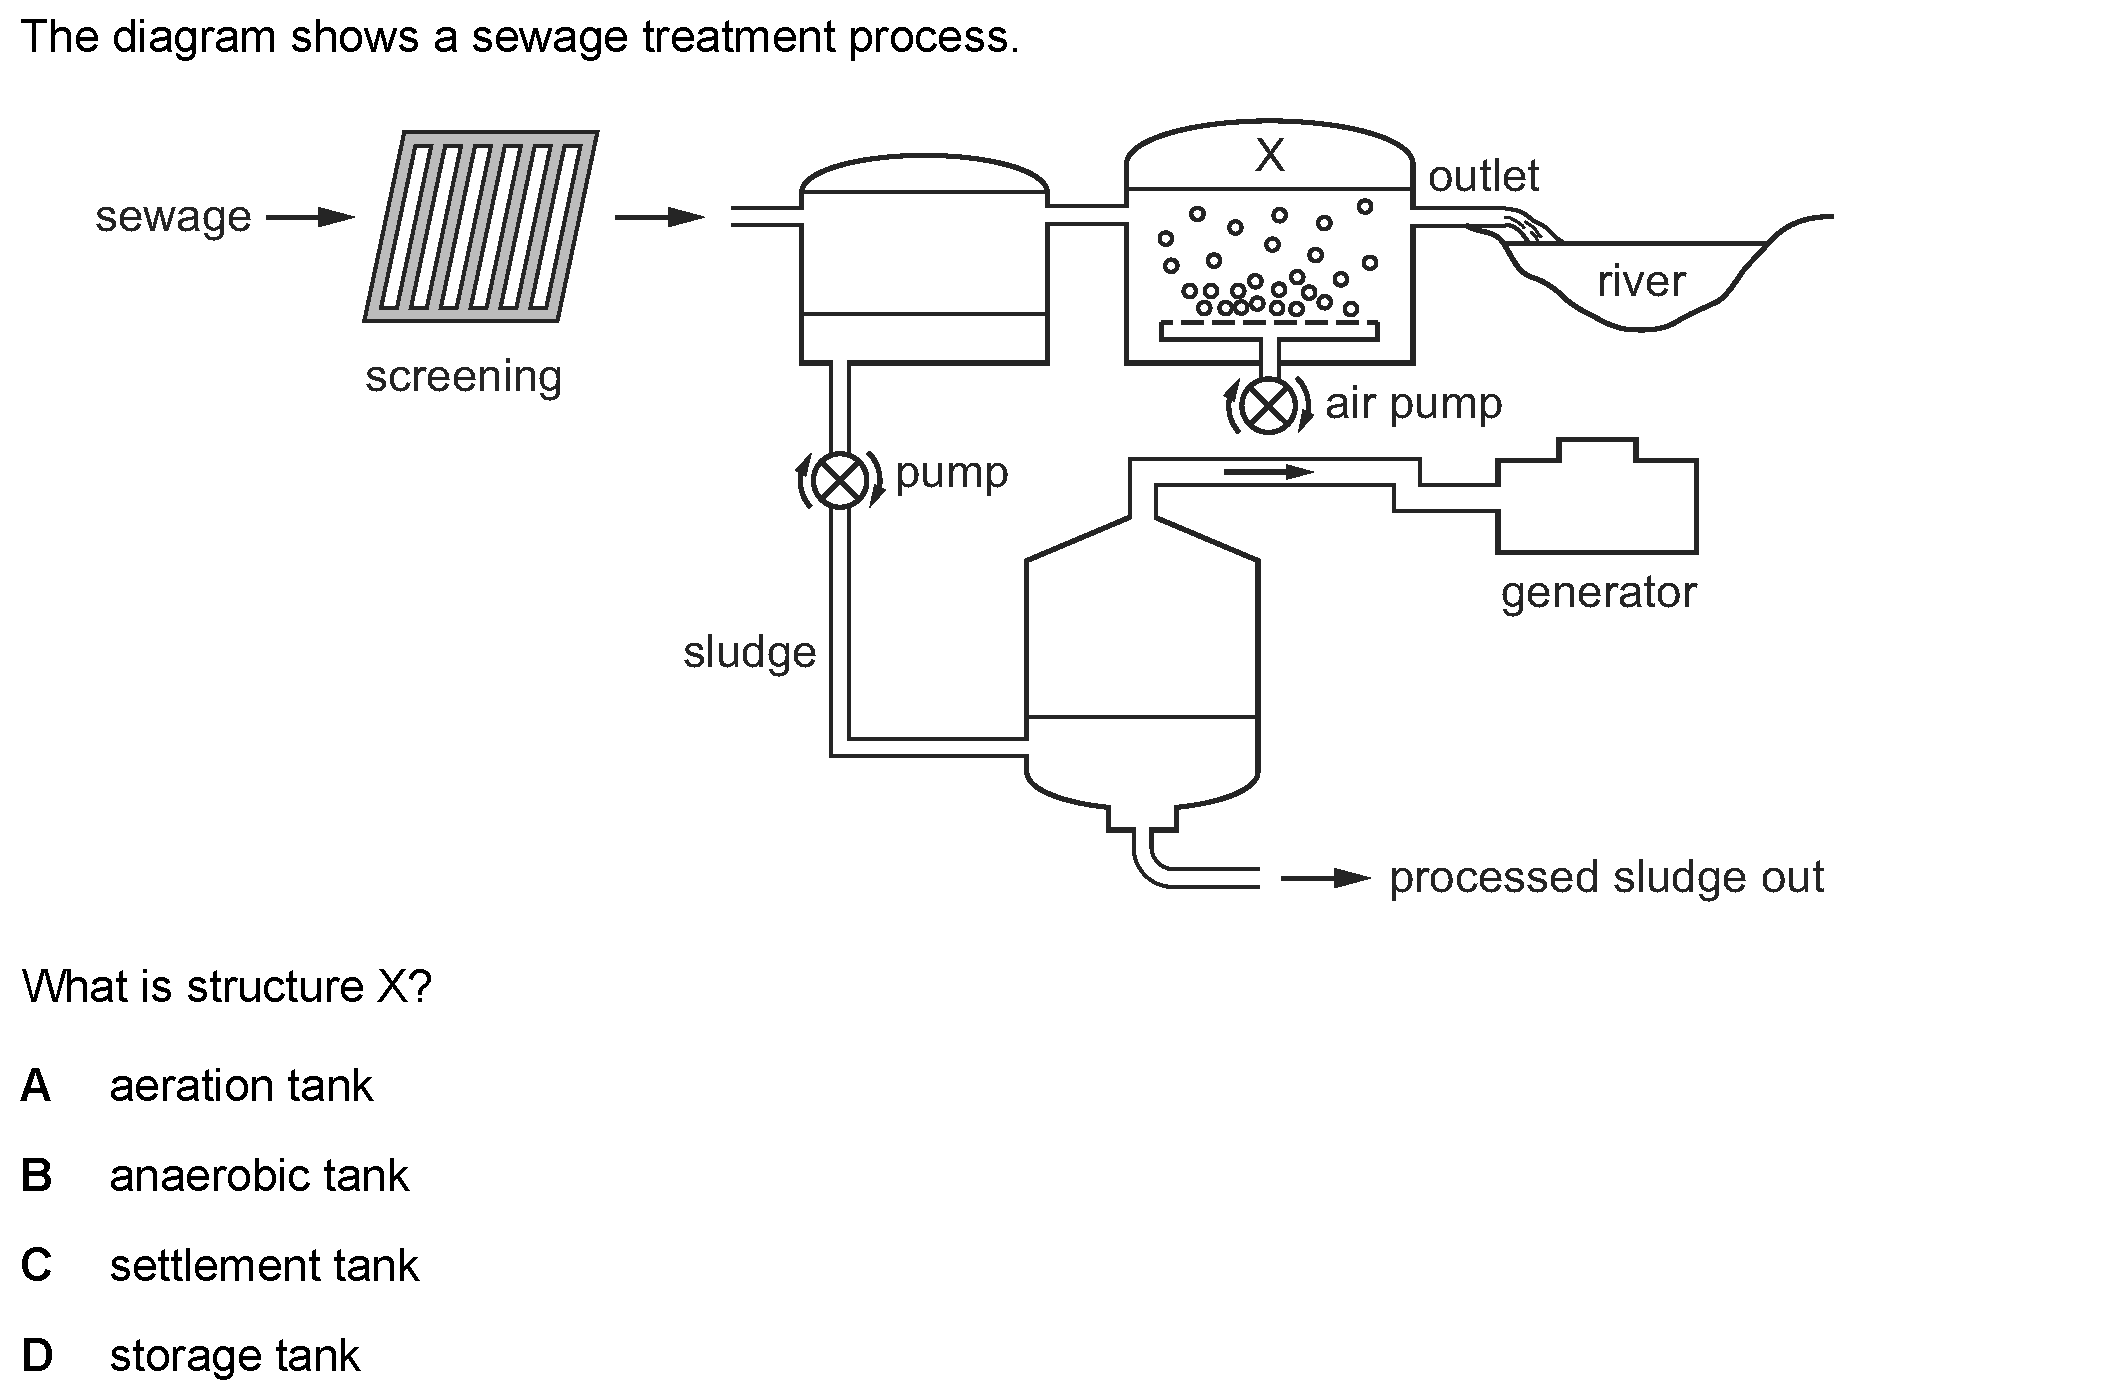 The diagram shows a sewage treatment process.
X
outlet
sewage
river
screening
air pump
pump
generator
sludge
processed sludge out
What is structure X?
A aeration tank
B anaerobic tank
C settlement tank
D storage tank